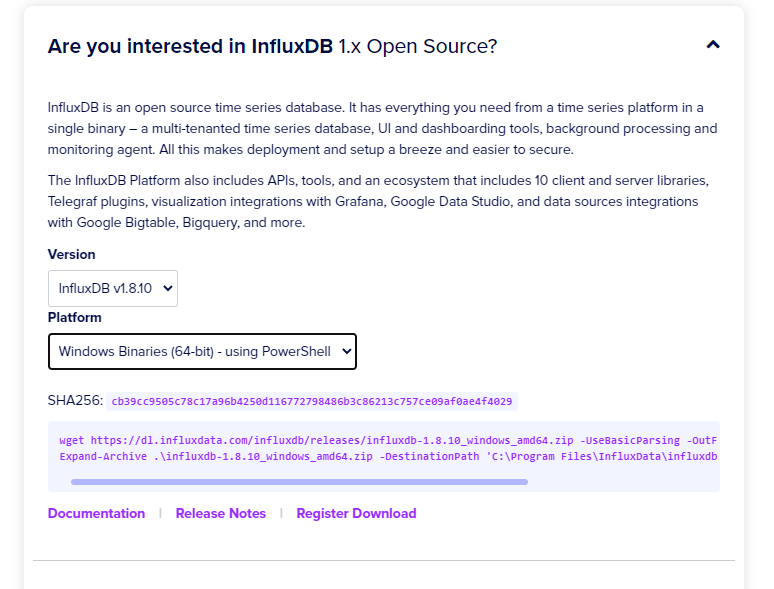 Are you interested in InfluxDB 1.x Open Source?
InfluxDB is an open source time series database. It has everything you need from a time series platform in a
single binary – a multi-tenanted time series database, UI and dashboarding tools, background processing and
monitoring agent. All this makes deployment and setup a breeze and easier to secure.
The InfluxDB Platform also includes APIs, tools, and an ecosystem that includes 10 client and server libraries,
Telegraf plugins, visualization integrations with Grafana, Google Data Studio, and data sources integrations
with Google Bigtable, Bigquery, and more.
Version
InfluxDB v1.8.10
Platform
Windows Binaries (64-bit) - using PowerShell
SHA256: cb39cc9505c78c17a96b4250d116772798486b3c86213c757ce09af0ae4f4029
wget https://dl.influxdata.com/influxdb/releases/influxdb-1.8.10_windows_amd64.zip -UseBasicParsing -OutF
Expand-Archive .\influxdb-1.8.10_windows_amd64.zip -DestinationPath 'C:\Program Files\InfluxData\influxdb
Documentation | Release Notes | Register Download